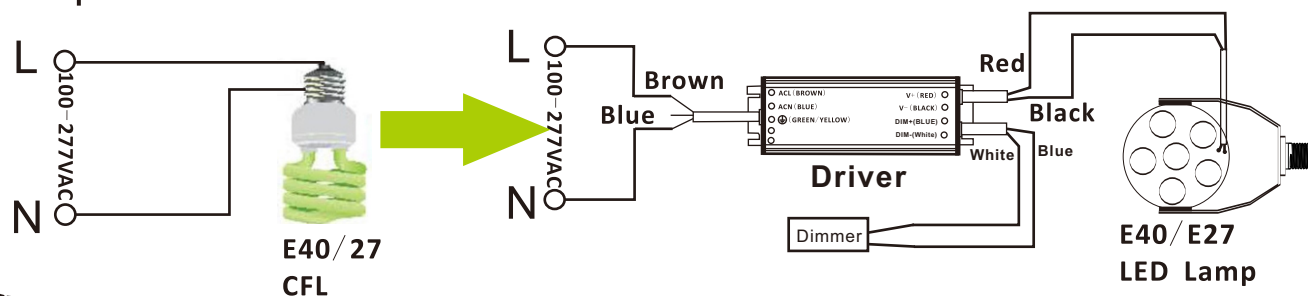 L
100-277VAC
N
E40/27
CFL
L
100-277VAC
N
Brown
Blue
ACL(BROWN)
ACN(BLUE)
(GREEN/YELLOW)
V+(RED)
V-(BLACK)
DIM+(BLUE)
DIM-(White)
Driver
Red
Black
White
Blue
Dimmer
E40/E27
LED Lamp